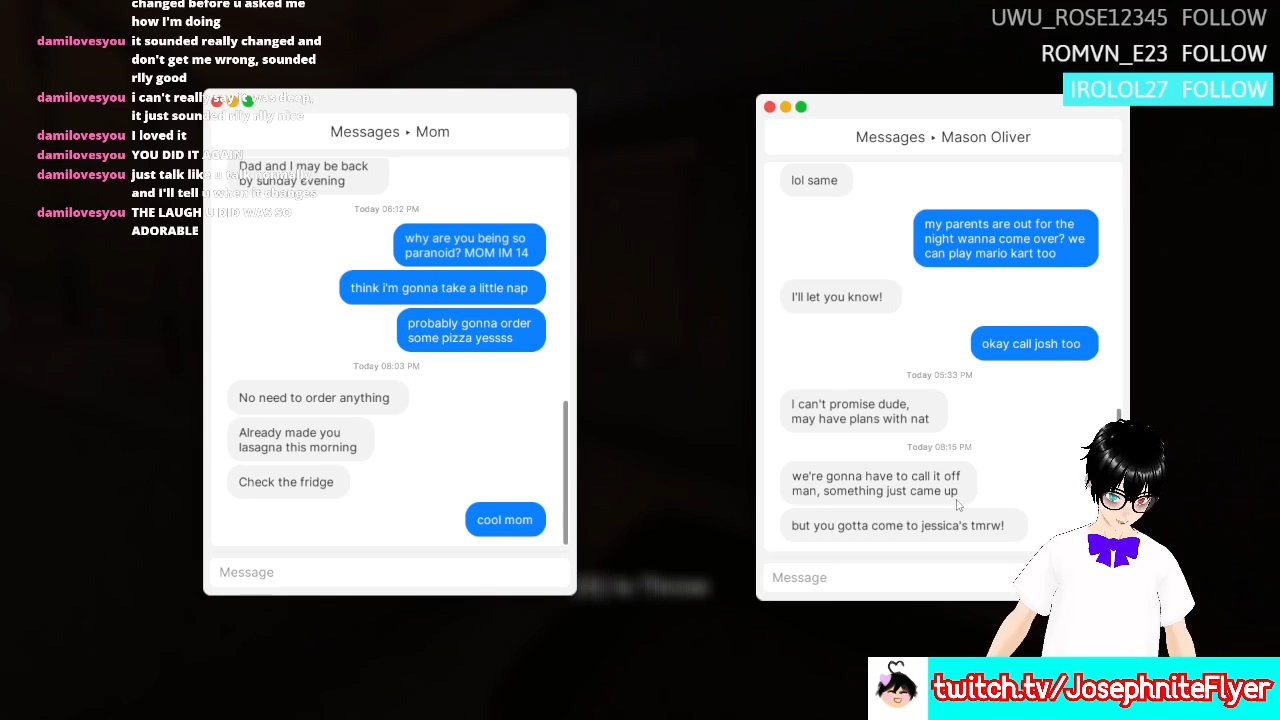 changed before u asked me
how I'm doing
damilovesyou it sounded really changed and
don't get me wrong, sounded
rlly good
damilovesyou i can't really say it was deep,
it just sounded rlly rlly nice
damilovesyou I loved it
damilovesyou YOU DID IT AGAIN
damilovesyou just talk like u talk normally
and I'll tell u when it changes
damilovesyou THE LAUGH U DID WAS SO
ADORABLE
UWU_ROSE12345 FOLLOW
ROMVN_E23 FOLLOW
IROLOL27 FOLLOW
Messages ▸ Mom
Dad and I may be back
by sunday evening
Today 06:12 PM
why are you being so
paranoid? MOM IM 14
think i'm gonna take a little nap
probably gonna order
some pizza yessss
Today 08:03 PM
No need to order anything
Already made you
lasagna this morning
Check the fridge
cool mom
Message
Messages ▸ Mason Oliver
lol same
my parents are out for the
night wanna come over? we
can play mario kart too
I'll let you know!
okay call josh too
Today 05:33 PM
I can't promise dude,
may have plans with nat
Today 08:15 PM
we're gonna have to call it off
man, something just came up
but you gotta come to jessica's tmrw!
Message
twitch.tv/JosephniteFlyer